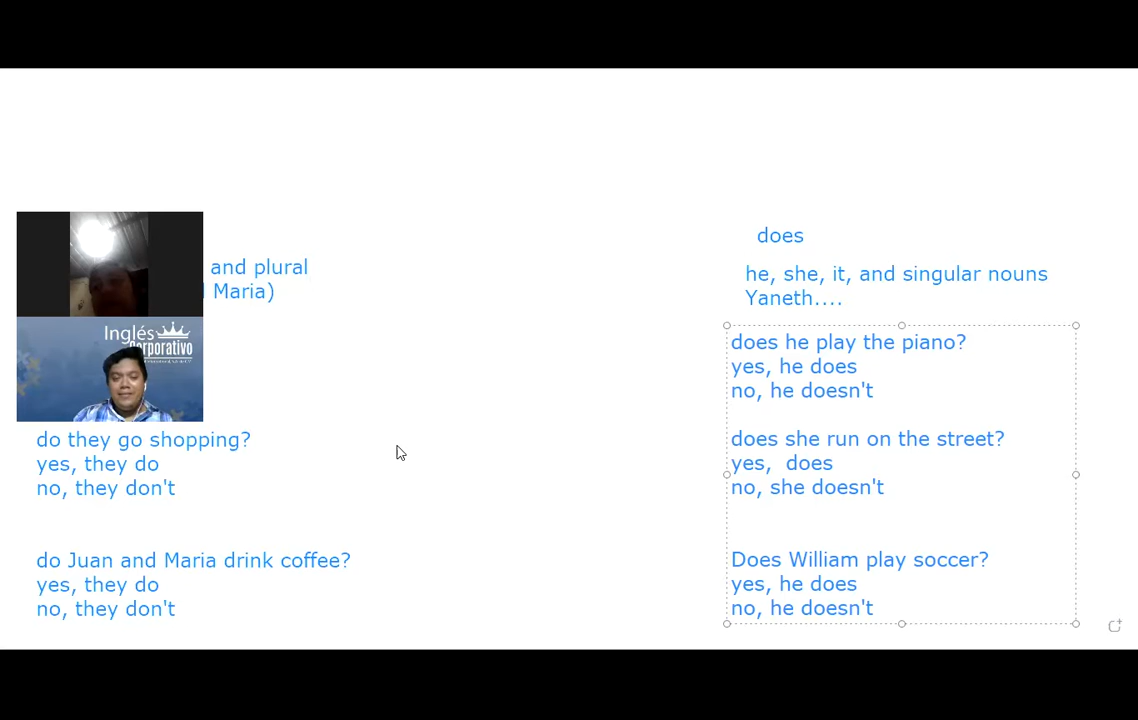 and plural
Maria)
Inglés
Corporativo
do they go shopping?
yes, they do
no, they don't
do Juan and Maria drink coffee?
yes, they do
no, they don't
does
he, she, it, and singular nouns
Yaneth....
does he play the piano?
yes, he does
no, he doesn't
does she run on the street?
yes,  does
no, she doesn't
Does William play soccer?
yes, he does
no, he doesn't